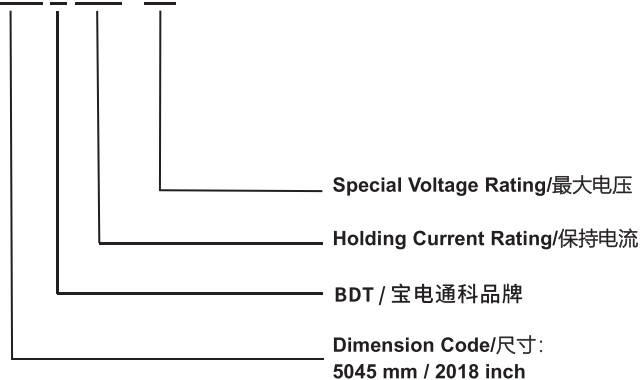 Special Voltage Rating/最大电压
Holding Current Rating/保持电流
BDT / 宝电通科品牌
Dimension Code/尺寸:
5045 mm / 2018 inch